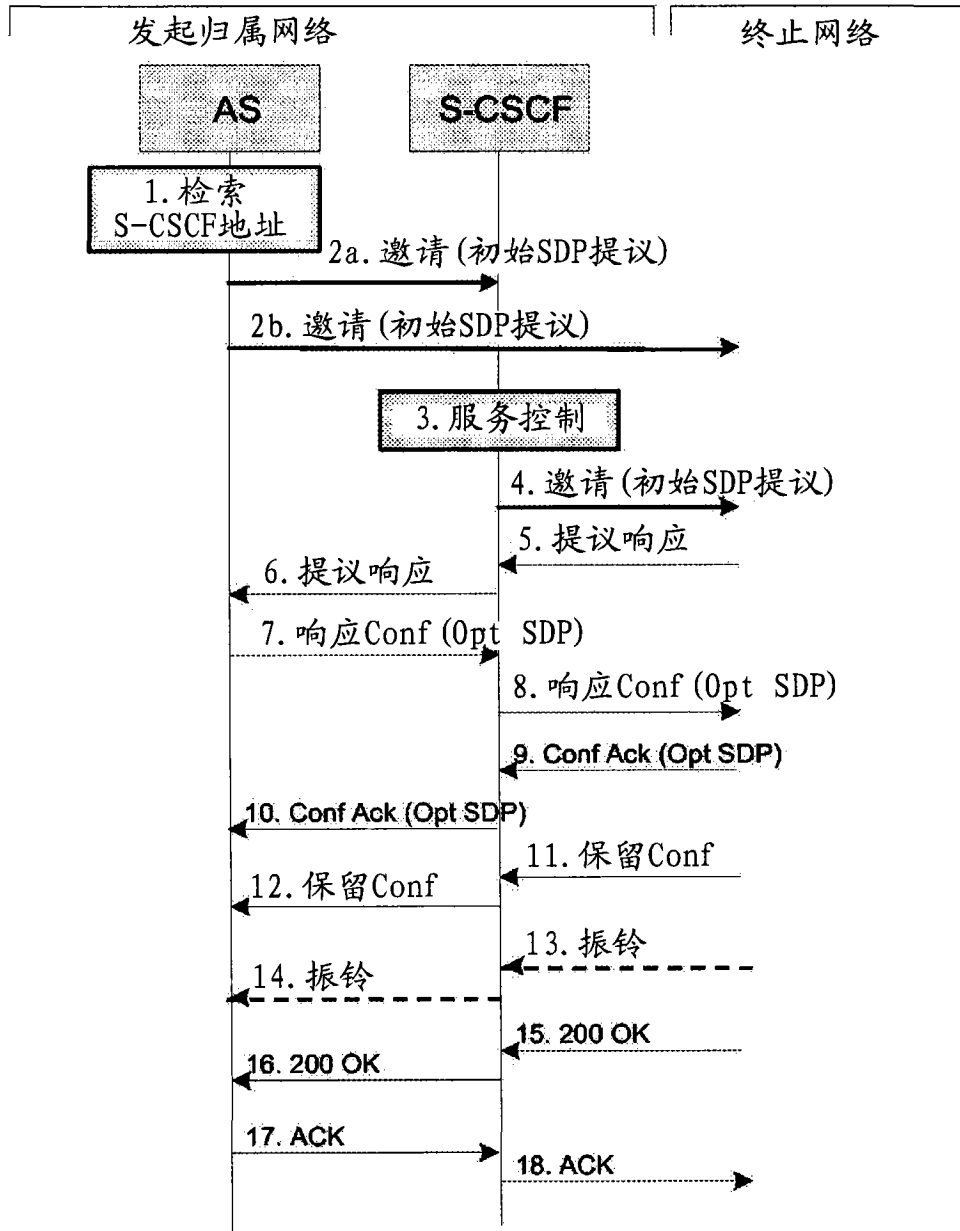 发起归属网络
终止网络
AS
S-CSCF
1.检索
S-CSCF地址
2a.邀请(初始SDP提议)
2b.邀请(初始SDP提议)
3.服务控制
4.邀请(初始SDP提议)
5.提议响应
6.提议响应
7.响应Conf(Opt SDP)
8.响应Conf(Opt SDP)
9. Conf Ack (Opt SDP)
10. Conf Ack (Opt SDP)
11.保留Conf
12.保留Conf
13.振铃
14.振铃
15. 200 OK
16. 200 OK
17. ACK
18. ACK